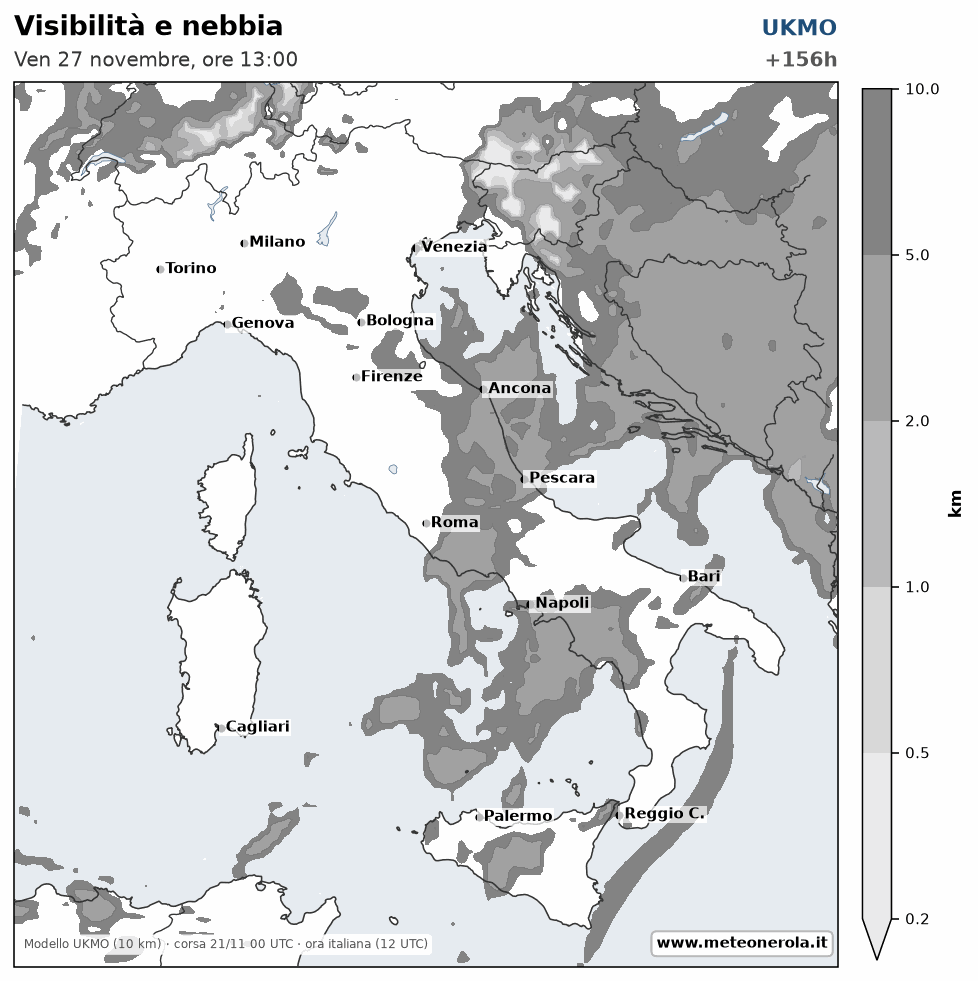 Visibilità e nebbia
UKMO
Ven 27 novembre, ore 13:00
+156h
10.0
5.0
2.0
1.0
0.5
0.2
km
Milano
Venezia
Torino
Genova
Bologna
Firenze
Ancona
Pescara
Roma
Bari
Napoli
Cagliari
Palermo
Reggio C.
Modello UKMO (10 km) · corsa 21/11 00 UTC · ora italiana (12 UTC)
www.meteonerola.it